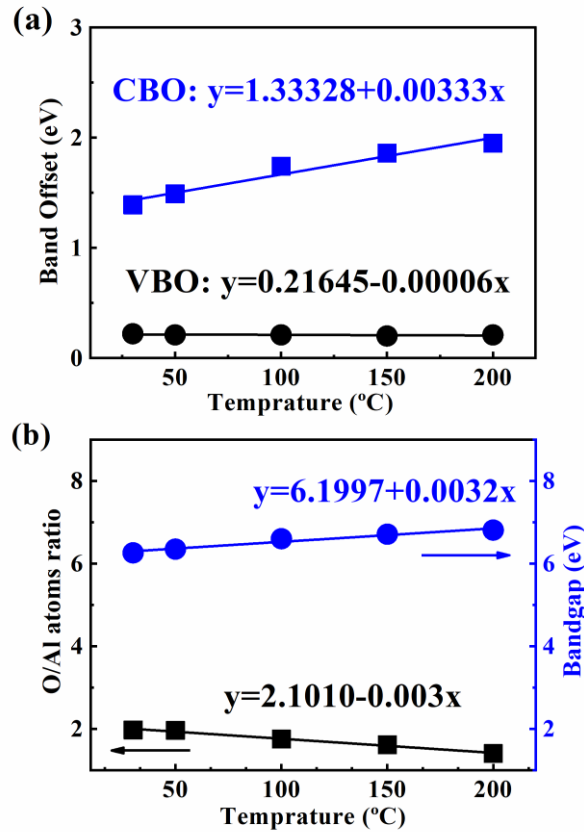 (a)
3
CBO: y=1.33328+0.00333x
2
Band Offset (eV)
1
VBO: y=0.21645-0.00006x
0
50 100 150 200
Temprature (ºC)
(b)
8 8
y=6.1997+0.0032x
6 6
O/Al atoms ratio
Bandgap (eV)
4 4
y=2.1010-0.003x
2 2
50 100 150 200
Temprature (ºC)